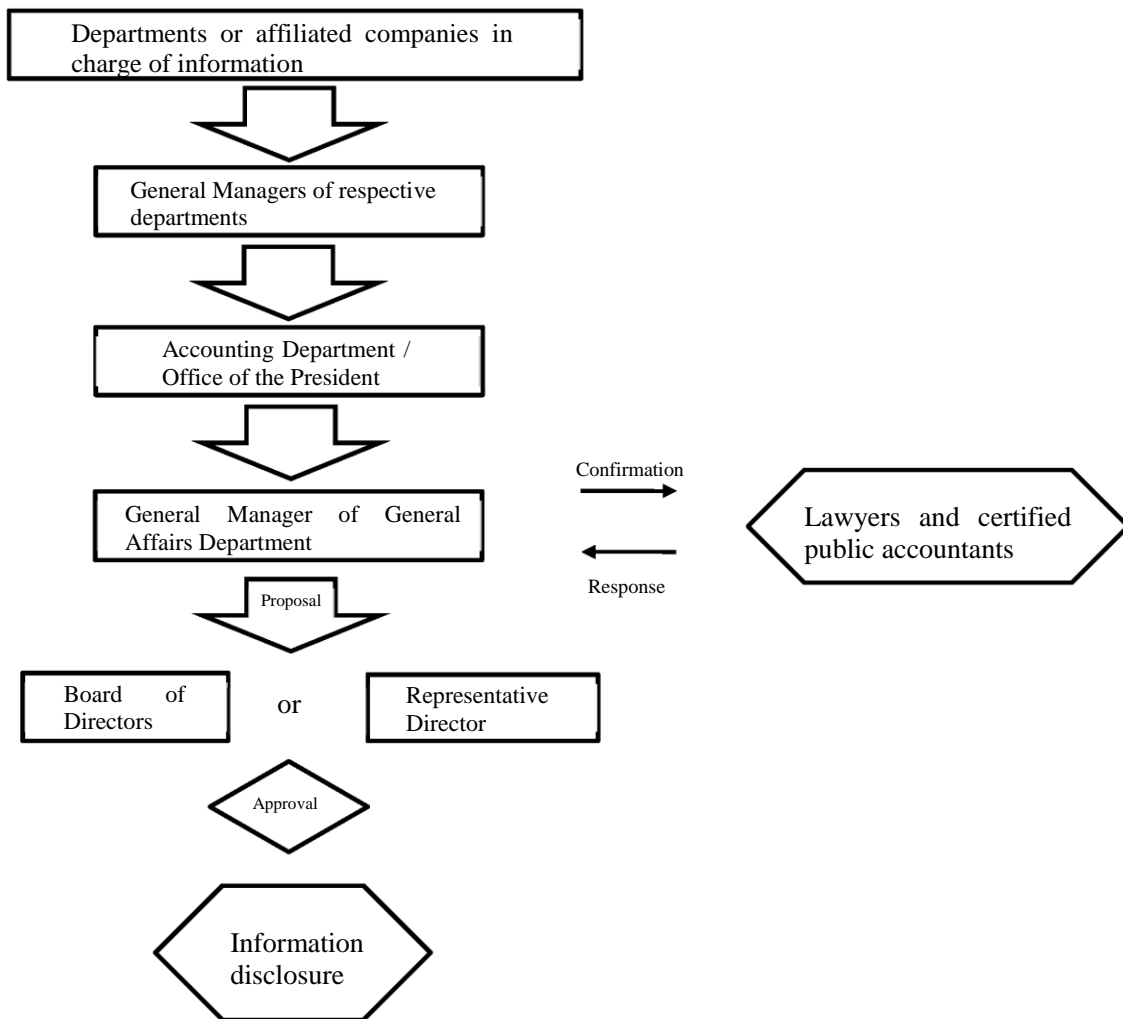 Departments or affiliated companies in
charge of information
General Managers of respective
departments
Accounting Department /
Office of the President
General Manager of General
Affairs Department
Confirmation
Response
Lawyers and certified
public accountants
Proposal
Board of
Directors
or
Representative
Director
Approval
Information
disclosure